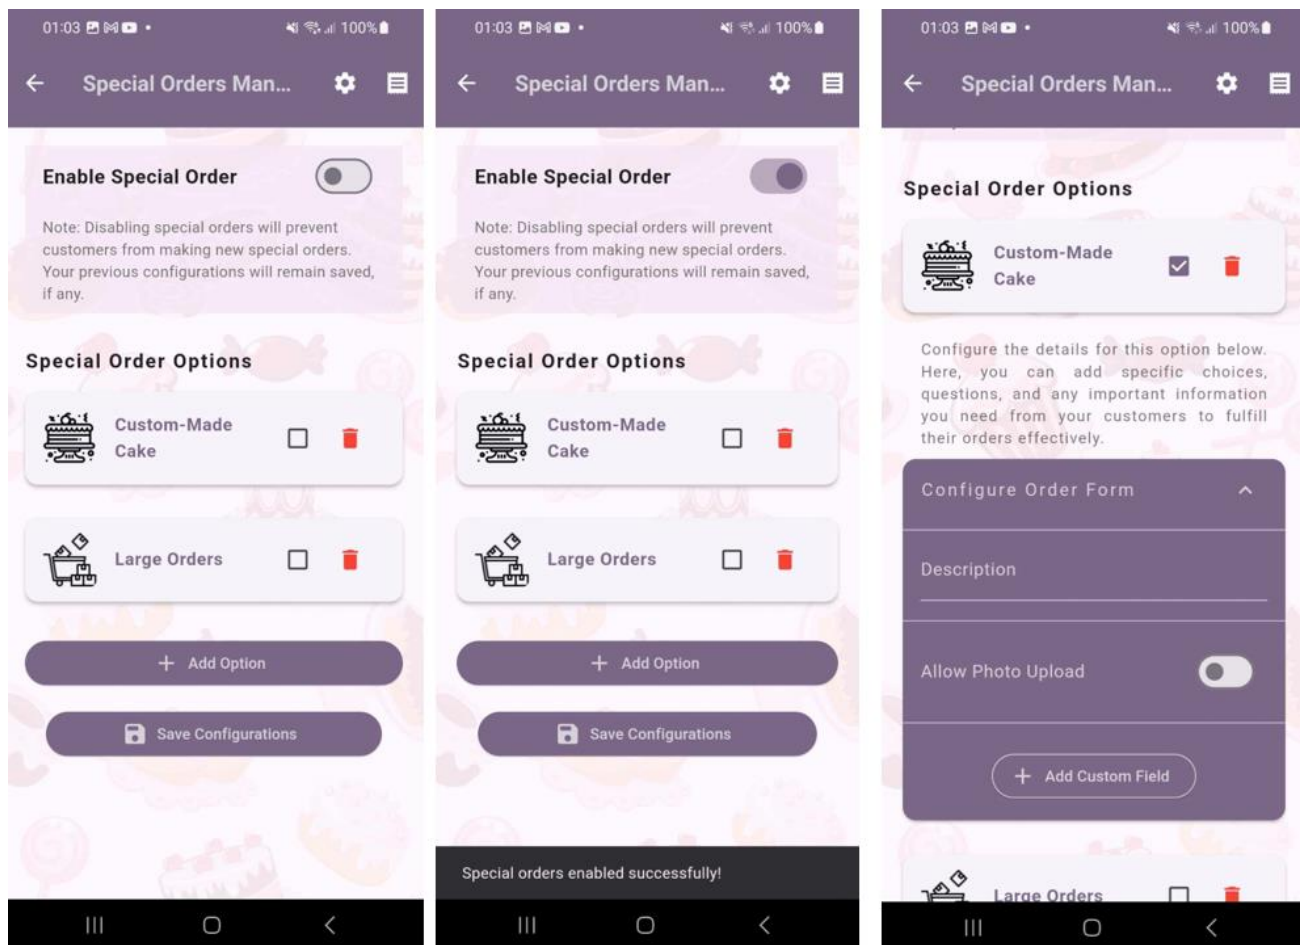 01:03
100%
Special Orders Man...
Enable Special Order
Note: Disabling special orders will prevent
customers from making new special orders.
Your previous configurations will remain saved,
if any.
Special Order Options
Custom-Made
Cake
Large Orders
+ Add Option
Save Configurations
01:03
100%
Special Orders Man...
Enable Special Order
Note: Disabling special orders will prevent
customers from making new special orders.
Your previous configurations will remain saved,
if any.
Special Order Options
Custom-Made
Cake
Large Orders
+ Add Option
Save Configurations
Special orders enabled successfully!
01:03
100%
Special Orders Man...
Special Order Options
Custom-Made
Cake
Configure the details for this option below.
Here, you can add specific choices,
questions, and any important information
you need from your customers to fulfill
their orders effectively.
Configure Order Form
Description
Allow Photo Upload
+ Add Custom Field
Large Orders